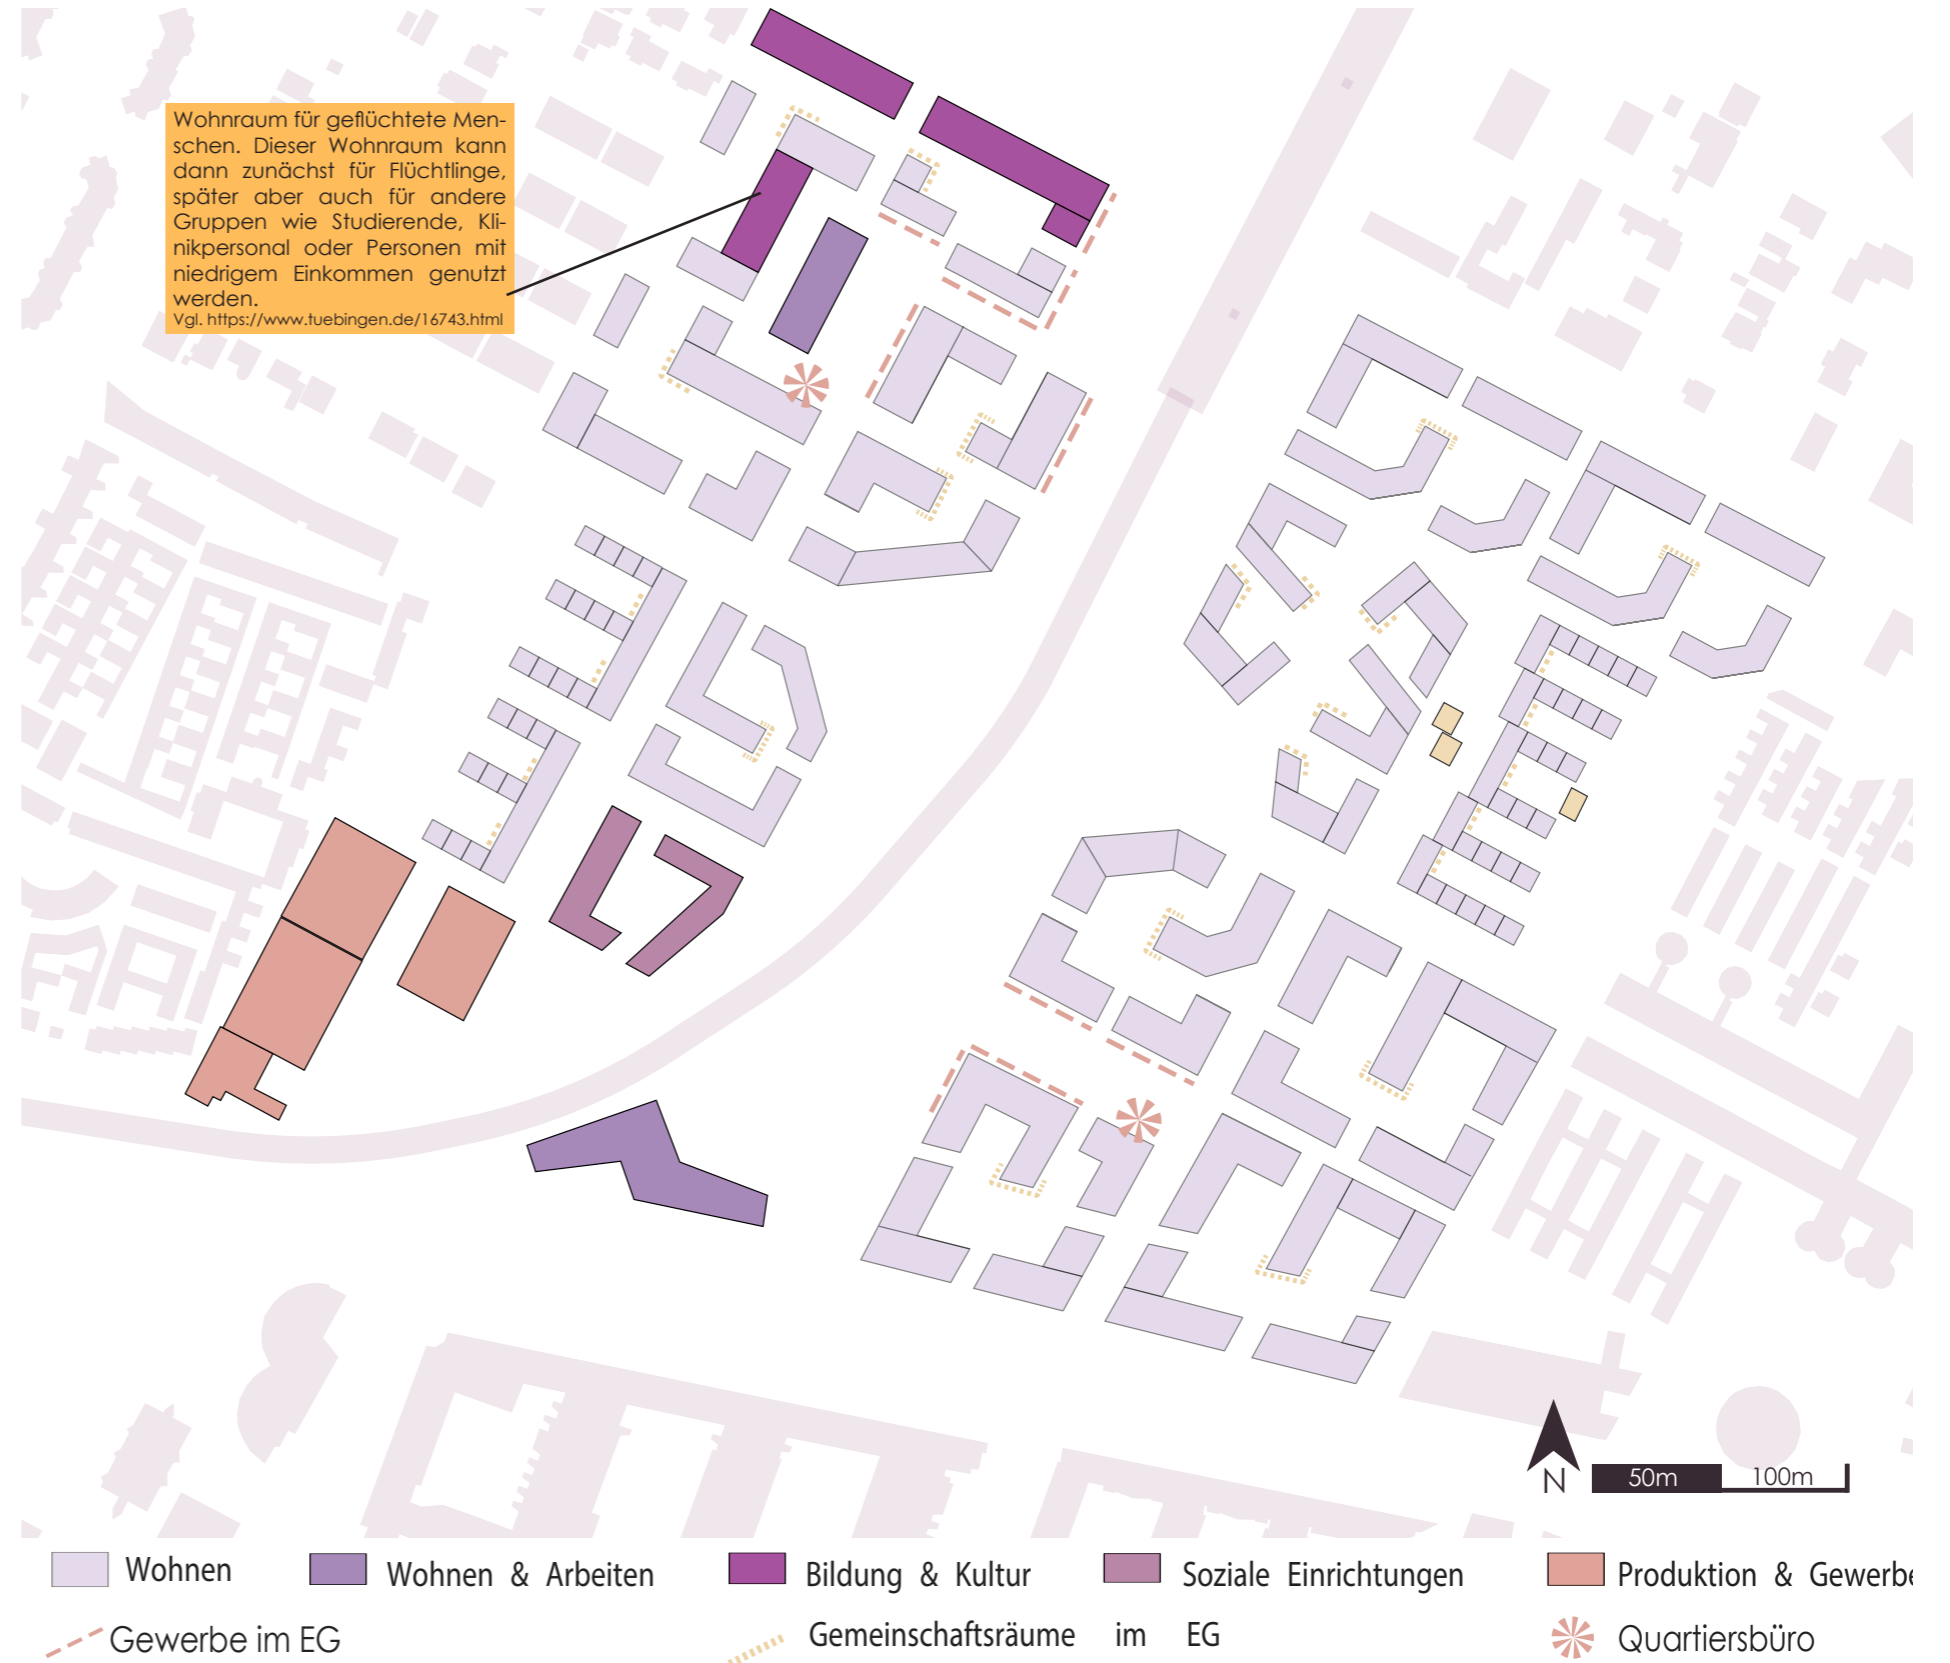 Wohnraum für geflüchtete Men-
schen. Dieser Wohnraum kann
dann zunächst für Flüchtlinge,
später aber auch für andere
Gruppen wie Studierende, Kli-
nikpersonal oder Personen mit
niedrigem Einkommen genutzt
werden.
Vgl. https://www.tuebingen.de/16743.html
N 50m 100m
Wohnen Wohnen & Arbeiten Bildung & Kultur Soziale Einrichtungen Produktion & Gewerbe
Gewerbe im EG Gemeinschaftsräume im EG Quartiersbüro